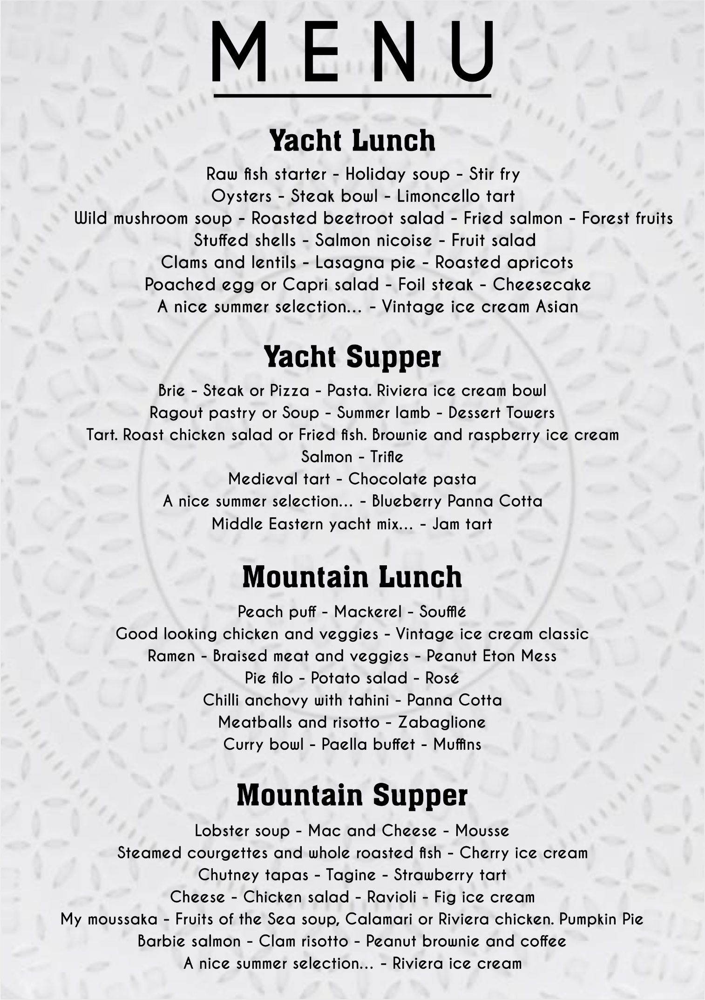 MENU
Yacht Lunch
Raw fish starter - Holiday soup - Stir fry
Oysters - Steak bowl - Limoncello tart
Wild mushroom soup - Roasted beetroot salad - Fried salmon - Forest fruits
Stuffed shells - Salmon nicoise - Fruit salad
Clams and lentils - Lasagna pie - Roasted apricots
Poached egg or Capri salad - Foil steak - Cheesecake
A nice summer selection... - Vintage ice cream Asian
Yacht Supper
Brie - Steak or Pizza - Pasta. Riviera ice cream bowl
Ragout pastry or Soup - Summer lamb - Dessert Towers
Tart. Roast chicken salad or Fried fish. Brownie and raspberry ice cream
Salmon - Trifle
Medieval tart - Chocolate pasta
A nice summer selection... - Blueberry Panna Cotta
Middle Eastern yacht mix... - Jam tart
Mountain Lunch
Peach puff - Mackerel - Soufflé
Good looking chicken and veggies - Vintage ice cream classic
Ramen - Braised meat and veggies - Peanut Eton Mess
Pie filo - Potato salad - Rosé
Chilli anchovy with tahini - Panna Cotta
Meatballs and risotto - Zabaglione
Curry bowl - Paella buffet - Muffins
Mountain Supper
Lobster soup - Mac and Cheese - Mousse
Steamed courgettes and whole roasted fish - Cherry ice cream
Chutney tapas - Tagine - Strawberry tart
Cheese - Chicken salad - Ravioli - Fig ice cream
My moussaka - Fruits of the Sea soup, Calamari or Riviera chicken. Pumpkin Pie
Barbie salmon - Clam risotto - Peanut brownie and coffee
A nice summer selection... - Riviera ice cream